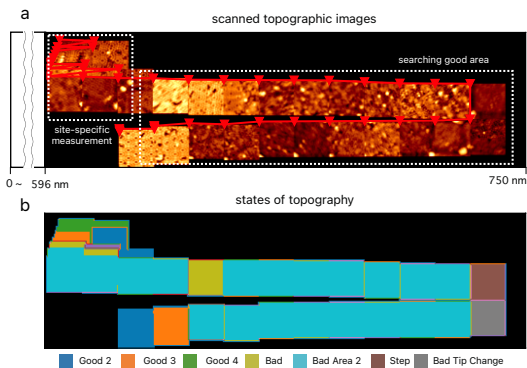 a
scanned topographic images
searching good area
site-specific
measurement
0 ~ 596 nm
750 nm
states of topography
b
Good 2 Good 3 Good 4 Bad Bad Area 2 Step Bad Tip Change